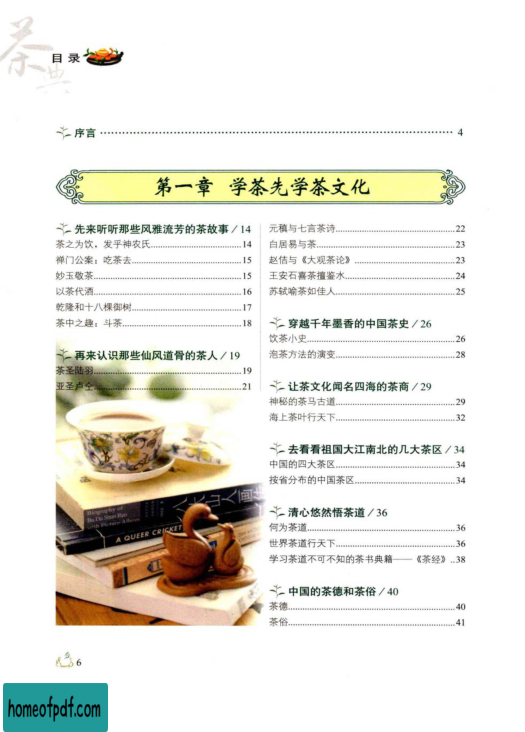 茶典
目录
序言 4
第一章 学茶先学茶文化
先来听听那些风雅流芳的茶故事/14
茶之为饮，发乎神农氏 14
禅门公案：吃茶去 15
妙玉敬茶 15
以茶代酒 16
乾隆和十八棵御树 17
茶中之趣：斗茶 18
再来认识那些仙风道骨的茶人/19
茶圣陆羽 19
亚圣卢仝 21
元稹与七言茶诗 22
白居易与茶 23
赵佶与《大观茶论》 23
王安石喜茶擅鉴水 24
苏轼喻茶如佳人 25
穿越千年墨香的中国茶史/26
饮茶小史 26
泡茶方法的演变 28
让茶文化闻名四海的茶商/29
神秘的茶马古道 29
海上茶叶行天下 32
去看看祖国大江南北的几大茶区/34
中国的四大茶区 34
按省分布的中国茶区 34
清心悠然悟茶道/36
何为茶道 36
世界茶道行天下 36
学习茶道不可不知的茶书典籍——《茶经》 38
中国的茶德和茶俗/40
茶德 40
茶俗 41
A QUEER CRICKET
6
homeofpdf.com